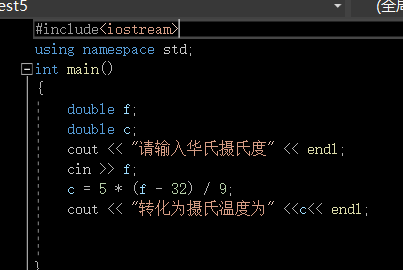 est5
(全局
#include<iostream>
using namespace std;
int main()
{
double f;
double c;
cout << "请输入华氏摄氏度" << endl;
cin >> f;
c = 5 * (f - 32) / 9;
cout << "转化为摄氏温度为" <<c<< endl;
}